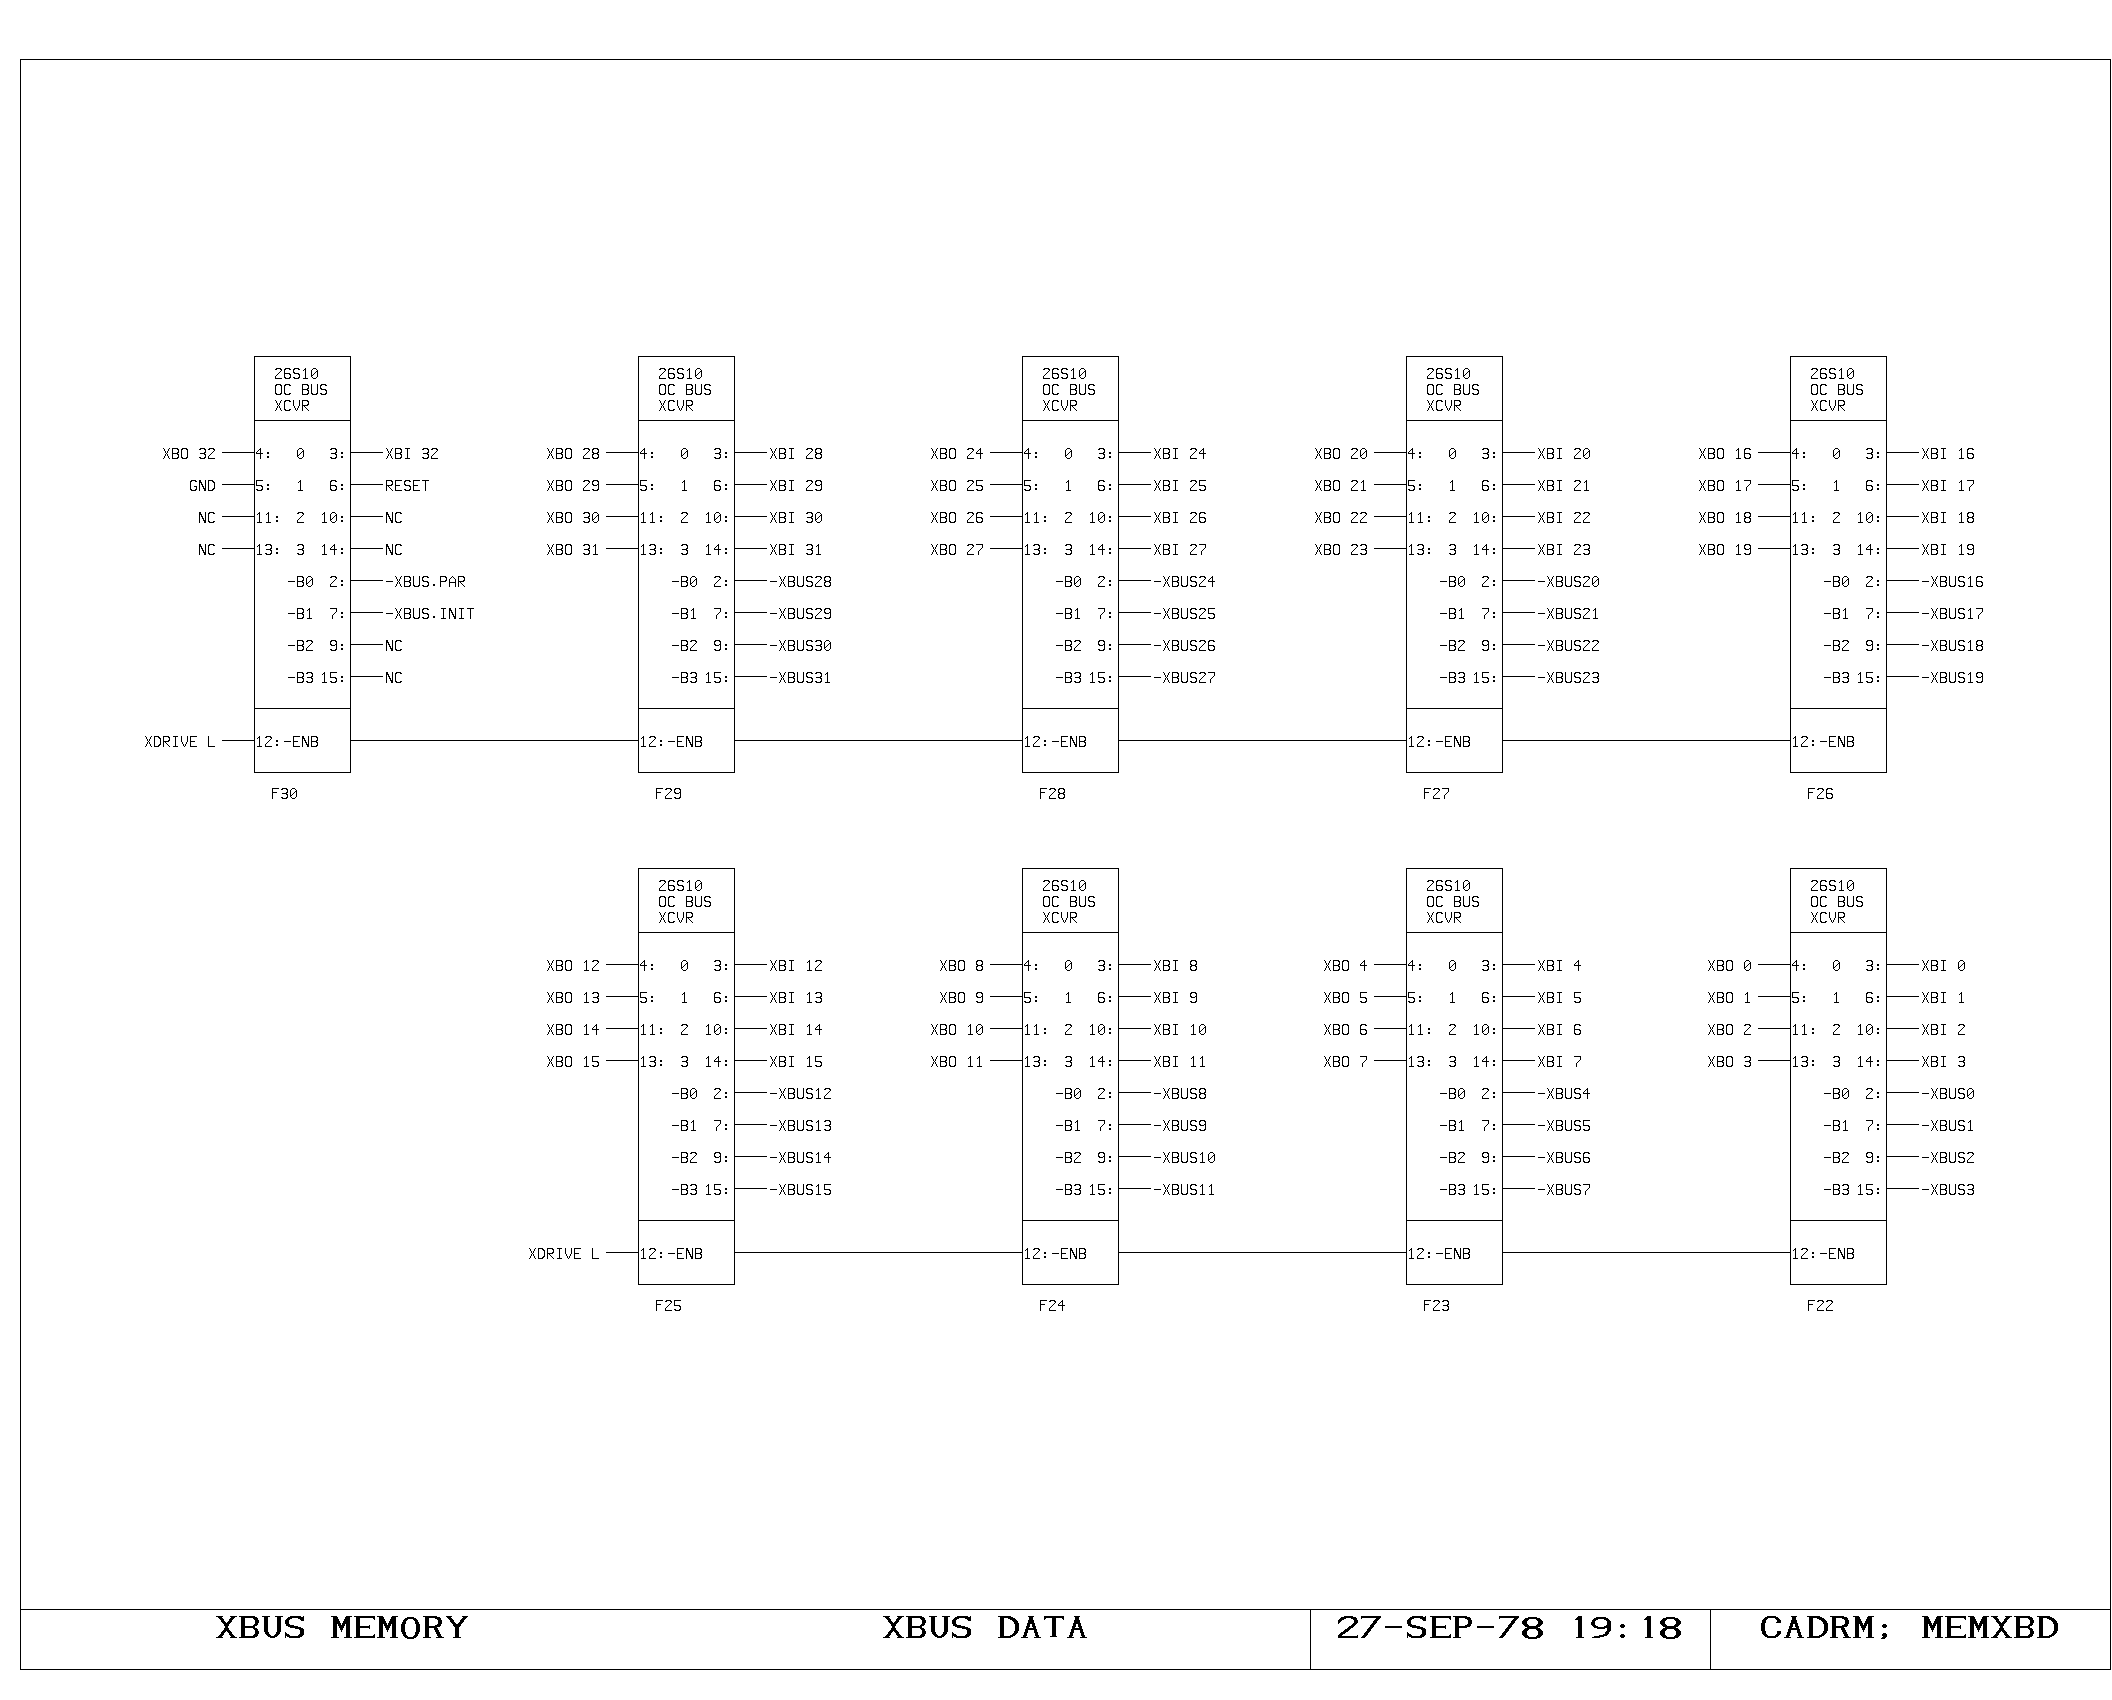 26S10 26S10 26S10 26S10 26S10
OC BUS OC BUS OC BUS OC BUS OC BUS
XCVR XCVR XCVR XCVR XCVR
XBO 32 4: 0 3: XBI 32 XBO 28 4: 0 3: XBI 28 XBO 24 4: 0 3: XBI 24 XBO 20 4: 0 3: XBI 20 XBO 16 4: 0 3: XBI 16
GND 5: 1 6: RESET XBO 29 5: 1 6: XBI 29 XBO 25 5: 1 6: XBI 25 XBO 21 5: 1 6: XBI 21 XBO 17 5: 1 6: XBI 17
NC 11: 2 10: NC XBO 30 11: 2 10: XBI 30 XBO 26 11: 2 10: XBI 26 XBO 22 11: 2 10: XBI 22 XBO 18 11: 2 10: XBI 18
NC 13: 3 14: NC XBO 31 13: 3 14: XBI 31 XBO 27 13: 3 14: XBI 27 XBO 23 13: 3 14: XBI 23 XBO 19 13: 3 14: XBI 19
-B0 2: -XBUS.PAR -B0 2: -XBUS28 -B0 2: -XBUS24 -B0 2: -XBUS20 -B0 2: -XBUS16
-B1 7: -XBUS.INIT -B1 7: -XBUS29 -B1 7: -XBUS25 -B1 7: -XBUS21 -B1 7: -XBUS17
-B2 9: NC -B2 9: -XBUS30 -B2 9: -XBUS26 -B2 9: -XBUS22 -B2 9: -XBUS18
-B3 15: NC -B3 15: -XBUS31 -B3 15: -XBUS27 -B3 15: -XBUS23 -B3 15: -XBUS19
XDRIVE L 12:-ENB 12:-ENB 12:-ENB 12:-ENB 12:-ENB
F30 F29 F28 F27 F26
26S10 26S10 26S10 26S10
OC BUS OC BUS OC BUS OC BUS
XCVR XCVR XCVR XCVR
XBO 12 4: 0 3: XBI 12 XBO 8 4: 0 3: XBI 8 XBO 4 4: 0 3: XBI 4 XBO 0 4: 0 3: XBI 0
XBO 13 5: 1 6: XBI 13 XBO 9 5: 1 6: XBI 9 XBO 5 5: 1 6: XBI 5 XBO 1 5: 1 6: XBI 1
XBO 14 11: 2 10: XBI 14 XBO 10 11: 2 10: XBI 10 XBO 6 11: 2 10: XBI 6 XBO 2 11: 2 10: XBI 2
XBO 15 13: 3 14: XBI 15 XBO 11 13: 3 14: XBI 11 XBO 7 13: 3 14: XBI 7 XBO 3 13: 3 14: XBI 3
-B0 2: -XBUS12 -B0 2: -XBUS8 -B0 2: -XBUS4 -B0 2: -XBUS0
-B1 7: -XBUS13 -B1 7: -XBUS9 -B1 7: -XBUS5 -B1 7: -XBUS1
-B2 9: -XBUS14 -B2 9: -XBUS10 -B2 9: -XBUS6 -B2 9: -XBUS2
-B3 15: -XBUS15 -B3 15: -XBUS11 -B3 15: -XBUS7 -B3 15: -XBUS3
XDRIVE L 12:-ENB 12:-ENB 12:-ENB 12:-ENB
F25 F24 F23 F22
XBUS MEMORY XBUS DATA 27-SEP-78 19:18 CADRM; MEMXBD